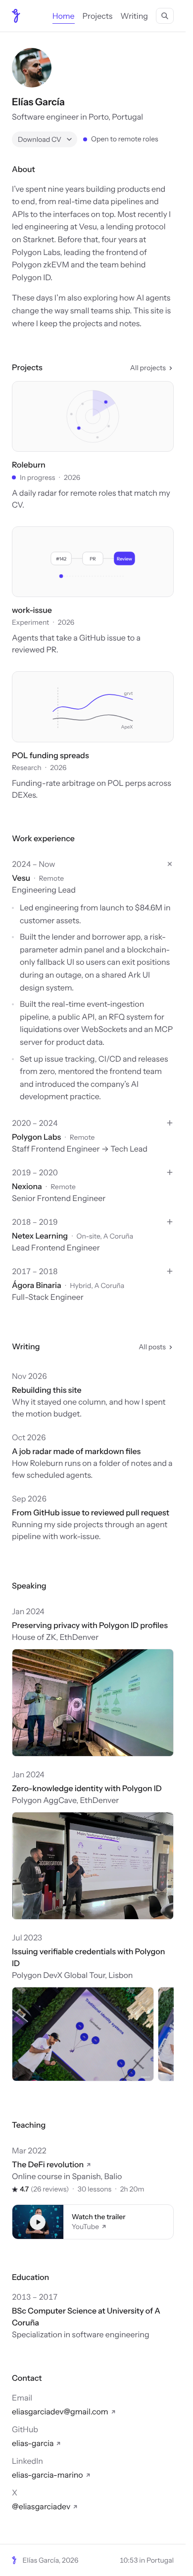 Home Projects Writing
Elías García
Software engineer in Porto, Portugal
Download CV Open to remote roles
About
I've spent nine years building products end
to end, from real-time data pipelines and
APIs to the interfaces on top. Most recently I
led engineering at Vesu, a lending protocol
on Starknet. Before that, four years at
Polygon Labs, leading the frontend of
Polygon zkEVM and the team behind
Polygon ID.
These days I'm also exploring how AI agents
change the way small teams ship. This site is
where I keep the projects and notes.
Projects All projects
Roleburn
In progress · 2026
A daily radar for remote roles that match my
CV.
#142 PR Review
work-issue
Experiment · 2026
Agents that take a GitHub issue to a
reviewed PR.
POL funding spreads
Research · 2026
Funding-rate arbitrage on POL perps across
DEXes.
Work experience
2024 – Now
Vesu · Remote
Engineering Lead
Led engineering from launch to $84.6M in
customer assets.
Built the lender and borrower app, a risk-
parameter admin panel and a blockchain-
only fallback UI so users can exit positions
during an outage, on a shared Ark UI
design system.
Built the real-time event-ingestion
pipeline, a public API, an RFQ system for
liquidations over WebSockets and an MCP
server for product data.
Set up issue tracking, CI/CD and releases
from zero, mentored the frontend team
and introduced the company's AI
development practice.
2020 – 2024
Polygon Labs · Remote
Staff Frontend Engineer → Tech Lead
2019 – 2020
Nexiona · Remote
Senior Frontend Engineer
2018 – 2019
Netex Learning · On-site, A Coruña
Lead Frontend Engineer
2017 – 2018
Ágora Binaria · Hybrid, A Coruña
Full-Stack Engineer
Writing All posts
Nov 2026
Rebuilding this site
Why it stayed one column, and how I spent
the motion budget.
Oct 2026
A job radar made of markdown files
How Roleburn runs on a folder of notes and a
few scheduled agents.
Sep 2026
From GitHub issue to reviewed pull request
Running my side projects through an agent
pipeline with work-issue.
Speaking
Jan 2024
Preserving privacy with Polygon ID profiles
House of ZK, EthDenver
Jan 2024
Zero-knowledge identity with Polygon ID
Polygon AggCave, EthDenver
Jul 2023
Issuing verifiable credentials with Polygon
ID
Polygon DevX Global Tour, Lisbon
Teaching
Mar 2022
The DeFi revolution ↗
Online course in Spanish, Balio
★ 4.7 (26 reviews) · 30 lessons · 2h 20m
Watch the trailer
YouTube ↗
Education
2013 – 2017
BSc Computer Science at University of A
Coruña
Specialization in software engineering
Contact
Email
eliasgarciadev@gmail.com ↗
GitHub
elias-garcia ↗
LinkedIn
elias-garcia-marino ↗
X
@eliasgarciadev ↗
Elías García, 2026 10:53 in Portugal